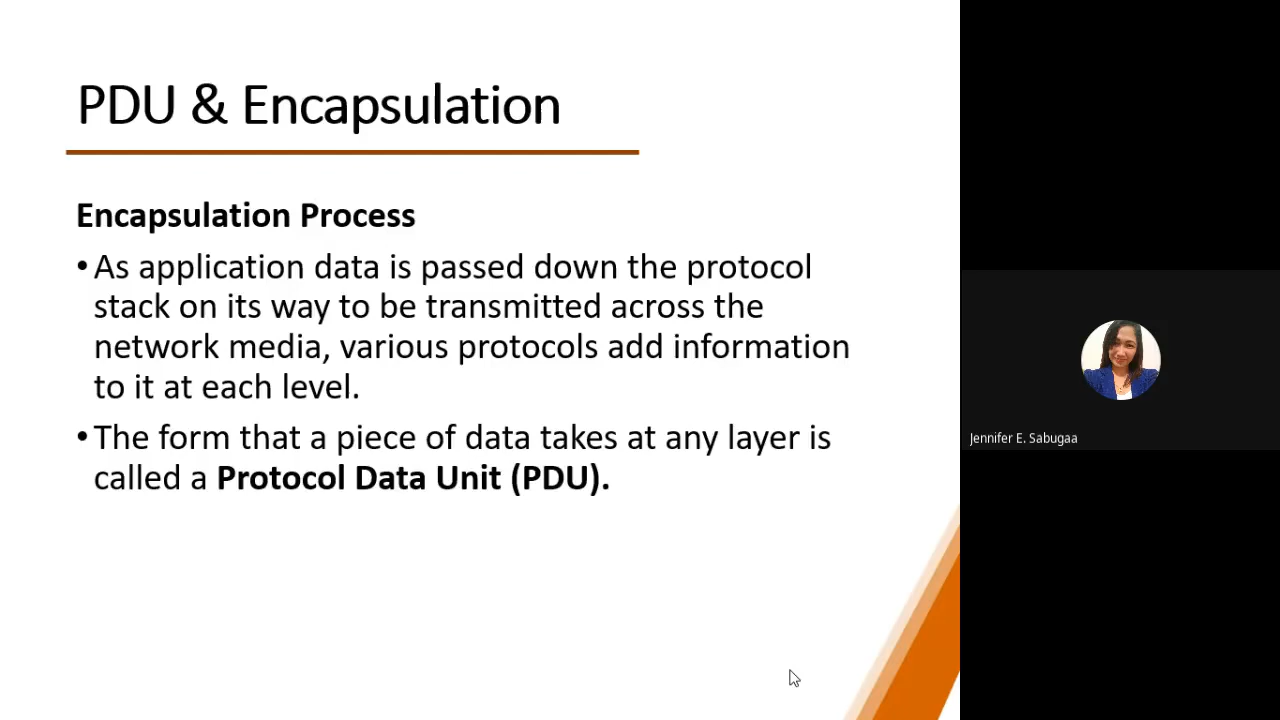 PDU & Encapsulation
Encapsulation Process
•As application data is passed down the protocol
stack on its way to be transmitted across the
network media, various protocols add information
to it at each level.
•The form that a piece of data takes at any layer is
called a Protocol Data Unit (PDU).
Jennifer E. Sabugaa